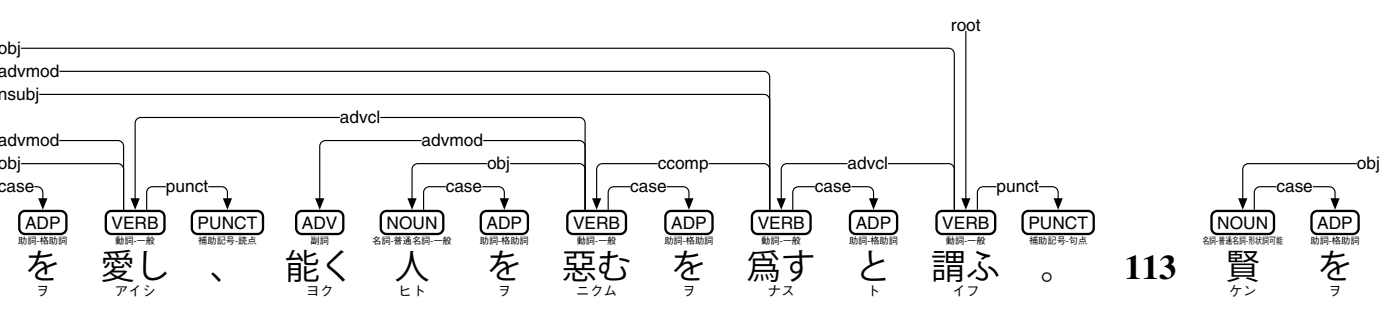 root
obj
advmod
nsubj
advcl
advmod advmod
obj obj ccomp advcl obj
case punct case case case punct case
ADP VERB PUNCT ADV NOUN ADP VERB ADP VERB ADP VERB PUNCT NOUN ADP
助詞-格助詞 動詞-一般 補助記号-読点 副詞 名詞-普通名詞-一般 助詞-格助詞 動詞-一般 助詞-格助詞 動詞-一般 助詞-格助詞 動詞-一般 補助記号-句点 名詞-普通名詞-形状詞可能 助詞-格助詞
を 愛し 、 能く 人 を 惡む を 爲す と 謂ふ 。 113 賢 を
ヲ アイシ ヨク ヒト ヲ ニクム ヲ ナス ト イフ ケン ヲ